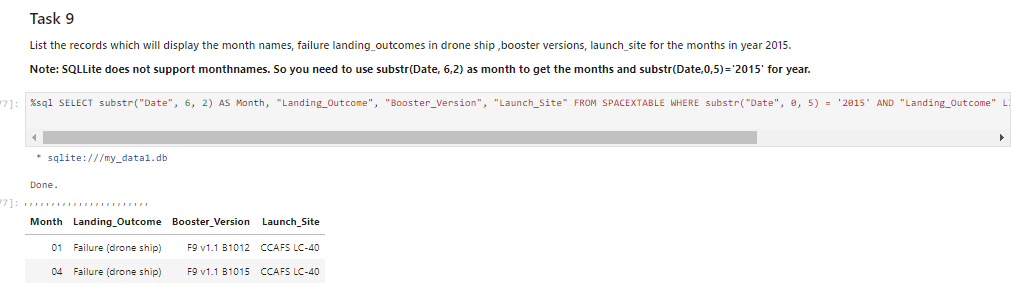 Task 9
List the records which will display the month names, failure landing_outcomes in drone ship ,booster versions, launch_site for the months in year 2015.
Note: SQLLite does not support monthnames. So you need to use substr(Date, 6,2) as month to get the months and substr(Date,0,5)='2015' for year.
7]: %sql SELECT substr("Date", 6, 2) AS Month, "Landing_Outcome", "Booster_Version", "Launch_Site" FROM SPACEXTABLE WHERE substr("Date", 0, 5) = '2015' AND "Landing_Outcome" L
* sqlite:///my_data1.db
Done.
7]:
Month Landing_Outcome Booster_Version Launch_Site
01 Failure (drone ship) F9 v1.1 B1012 CCAFS LC-40
04 Failure (drone ship) F9 v1.1 B1015 CCAFS LC-40